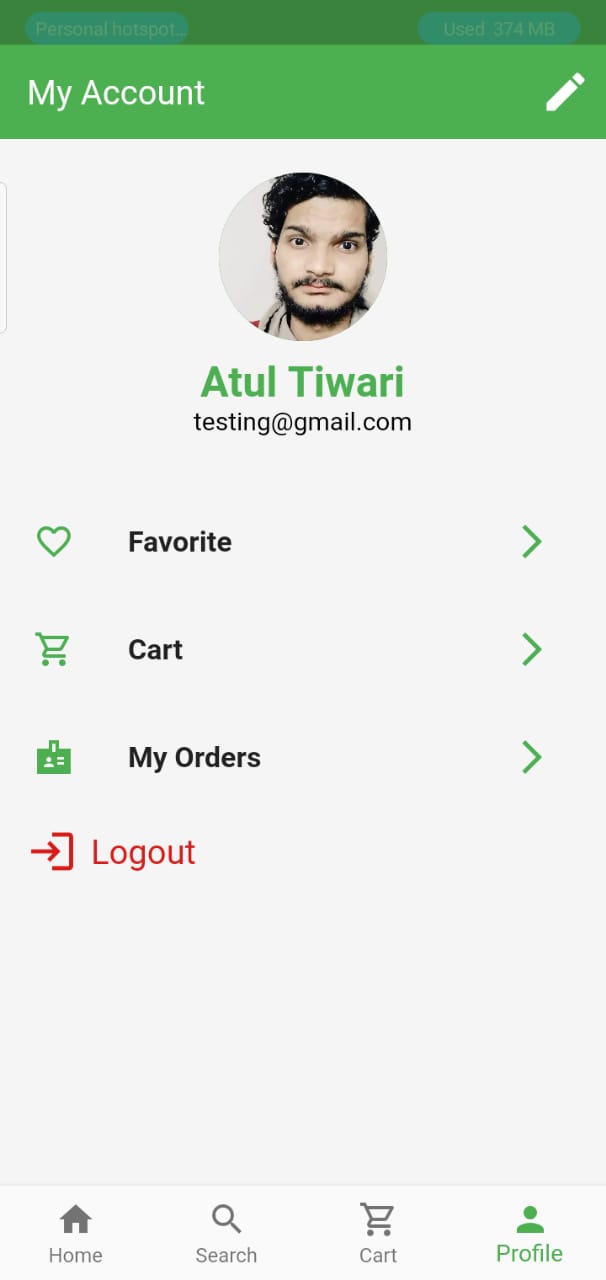 Personal hotspot... Used 374 MB
My Account
Atul Tiwari
testing@gmail.com
Favorite
Cart
My Orders
Logout
Home Search Cart Profile